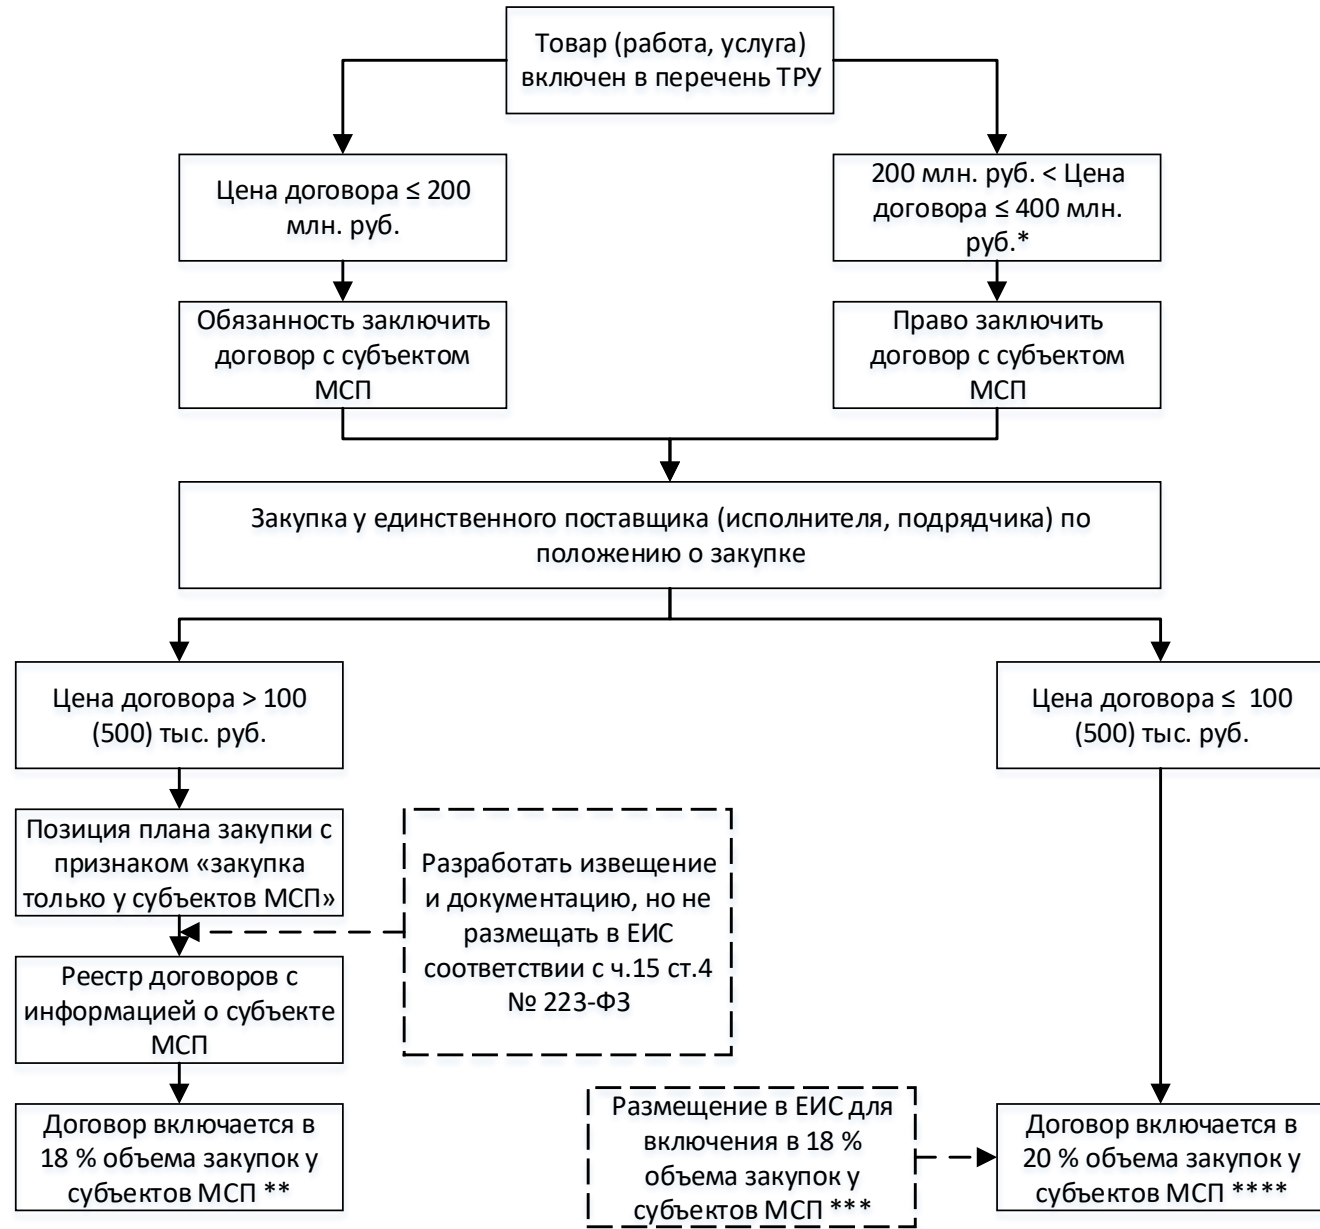 Товар (работа, услуга)
включен в перечень ТРУ
Цена договора ≤ 200
млн. руб.
200 млн. руб. < Цена
договора ≤ 400 млн.
руб.*
Обязанность заключить
договор с субъектом
МСП
Право заключить
договор с субъектом
МСП
Закупка у единственного поставщика (исполнителя, подрядчика) по
положению о закупке
Цена договора > 100
(500) тыс. руб.
Цена договора ≤ 100
(500) тыс. руб.
Позиция плана закупки с
признаком «закупка
только у субъектов МСП»
Разработать извещение
и документацию, но не
размещать в ЕИС
соответствии с ч.15 ст.4
№ 223-ФЗ
Реестр договоров с
информацией о субъекте
МСП
Договор включается в
18 % объема закупок у
субъектов МСП **
Размещение в ЕИС для
включения в 18 %
объема закупок у
субъектов МСП ***
Договор включается в
20 % объема закупок у
субъектов МСП ****